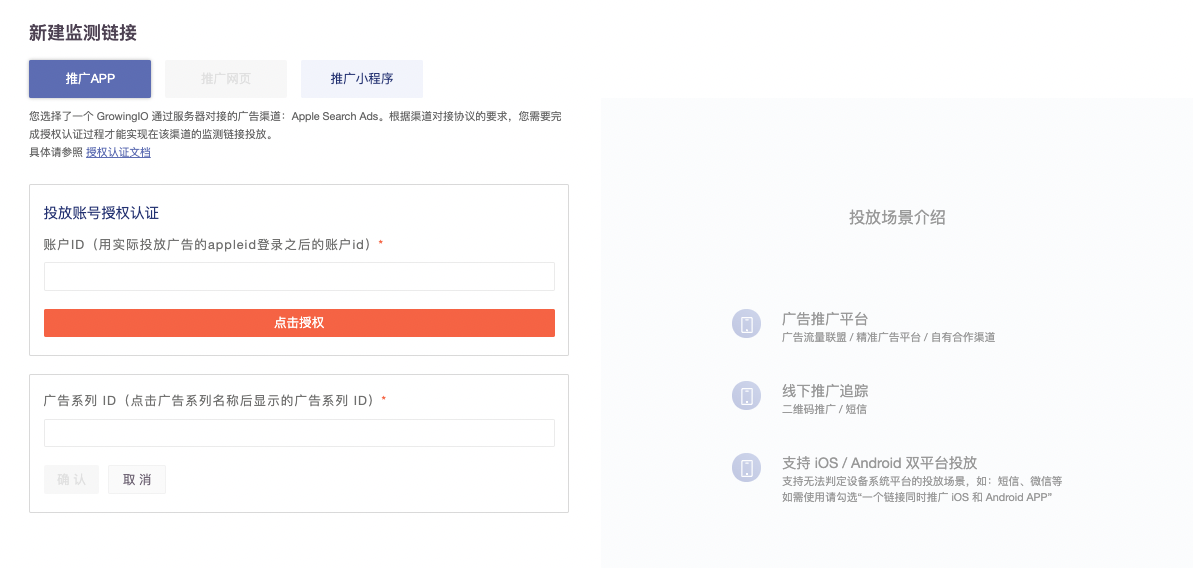 新建监测链接
推广APP
推广网页
推广小程序
您选择了一个 GrowingIO 通过服务器对接的广告渠道：Apple Search Ads。根据渠道对接协议的要求，您需要完
成授权认证过程才能实现在该渠道的监测链接投放。
具体请参照 授权认证文档
投放账号授权认证
账户ID（用实际投放广告的appleid登录之后的账户id）*
点击授权
广告系列 ID（点击广告系列名称后显示的广告系列 ID）*
确 认
取 消
投放场景介绍
广告推广平台
广告流量联盟 / 精准广告平台 / 自有合作渠道
线下推广追踪
二维码推广 / 短信
支持 iOS / Android 双平台投放
支持无法判定设备系统平台的投放场景，如：短信、微信等
如需使用请勾选“一个链接同时推广 iOS 和 Android APP”